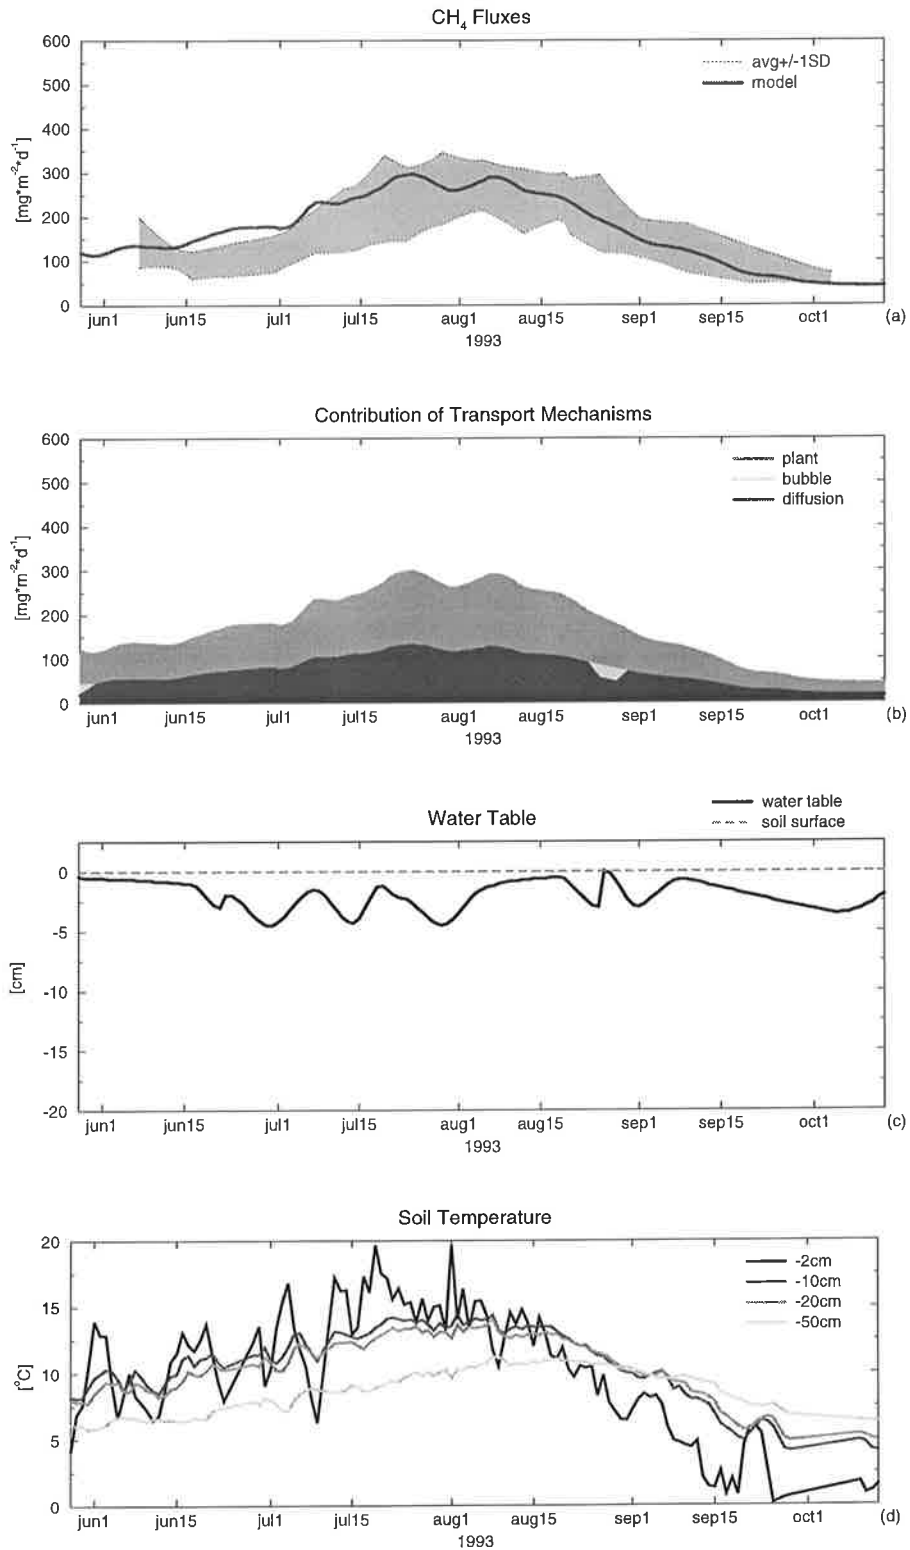 CH4 Fluxes
600
500
400
300
200
100
0
[mg*m-2*d-1]
avg+/-1SD
model
jun1 jun15 jul1 jul15 aug1 aug15 sep1 sep15 oct1 (a)
1993
Contribution of Transport Mechanisms
600
500
400
300
200
100
0
[mg*m-2*d-1]
plant
bubble
diffusion
jun1 jun15 jul1 jul15 aug1 aug15 sep1 sep15 oct1 (b)
1993
Water Table
water table
soil surface
0
-5
-10
-15
-20
[cm]
jun1 jun15 jul1 jul15 aug1 aug15 sep1 sep15 oct1 (c)
1993
Soil Temperature
20
15
10
5
0
[°C]
-2cm
-10cm
-20cm
-50cm
jun1 jun15 jul1 jul15 aug1 aug15 sep1 sep15 oct1 (d)
1993